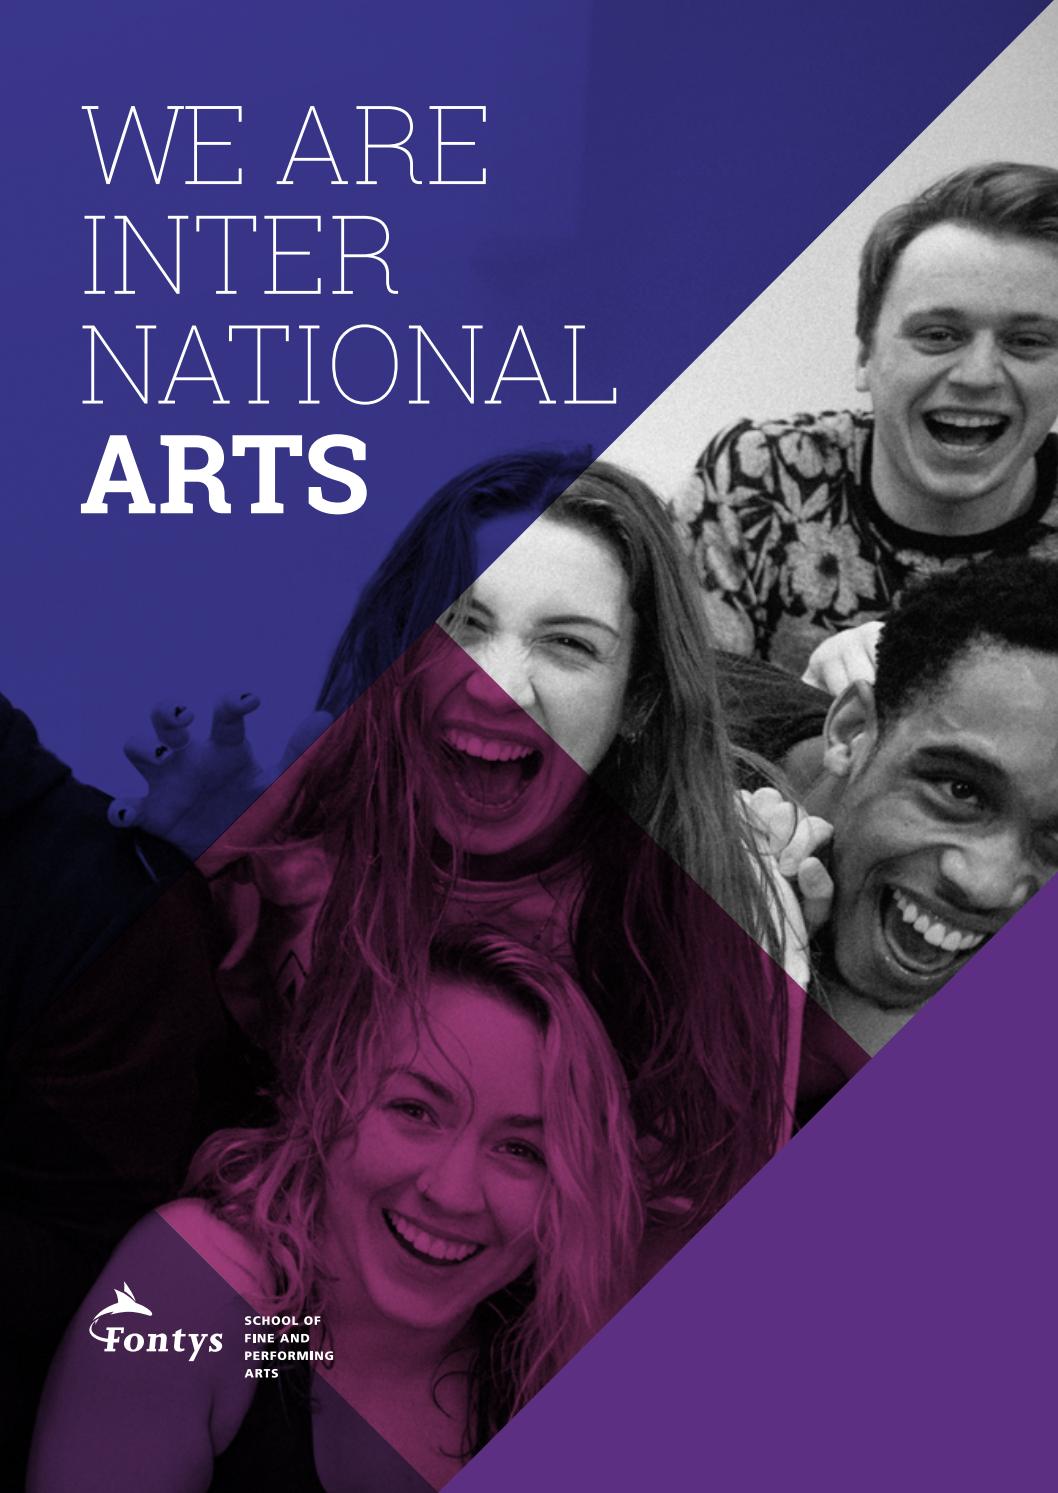 WE ARE
INTER
NATIONAL
ARTS
Fontys
SCHOOL OF
FINE AND
PERFORMING
ARTS